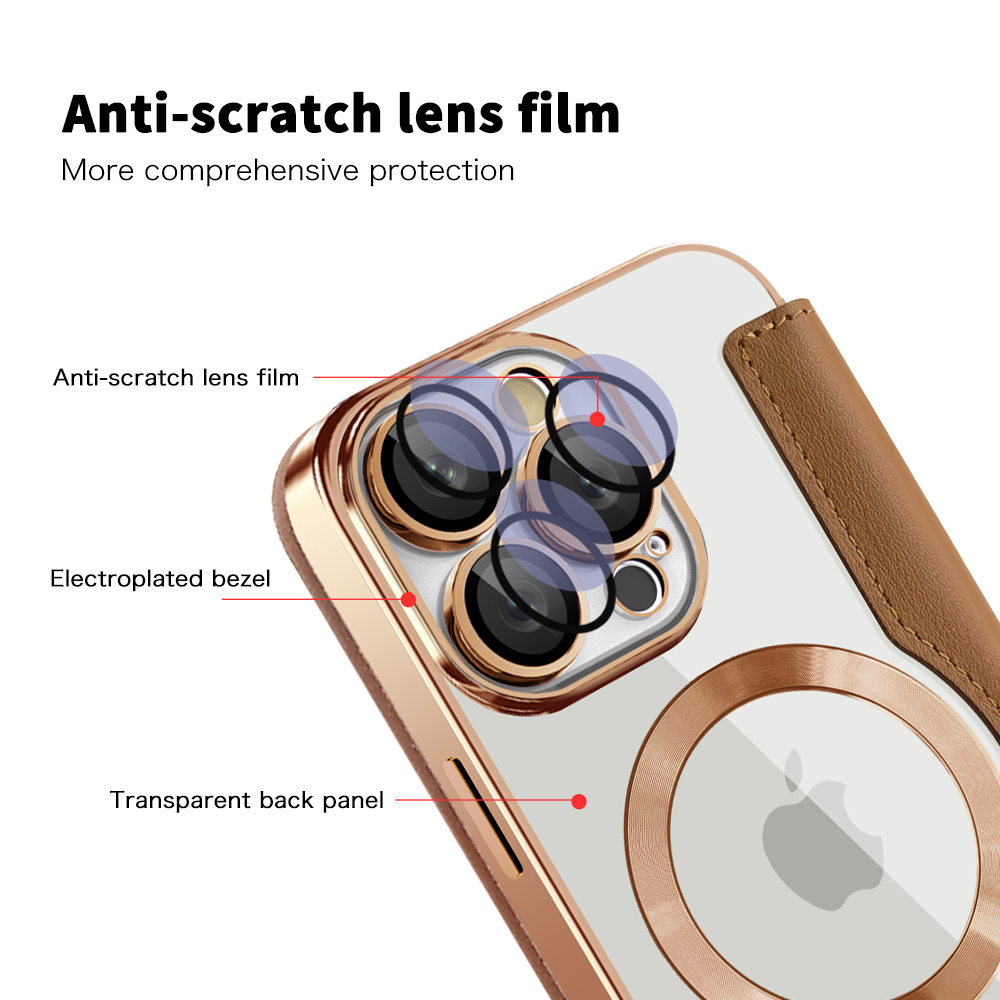 Anti-scratch lens film
More comprehensive protection
Anti-scratch lens film
Electroplated bezel
Transparent back panel